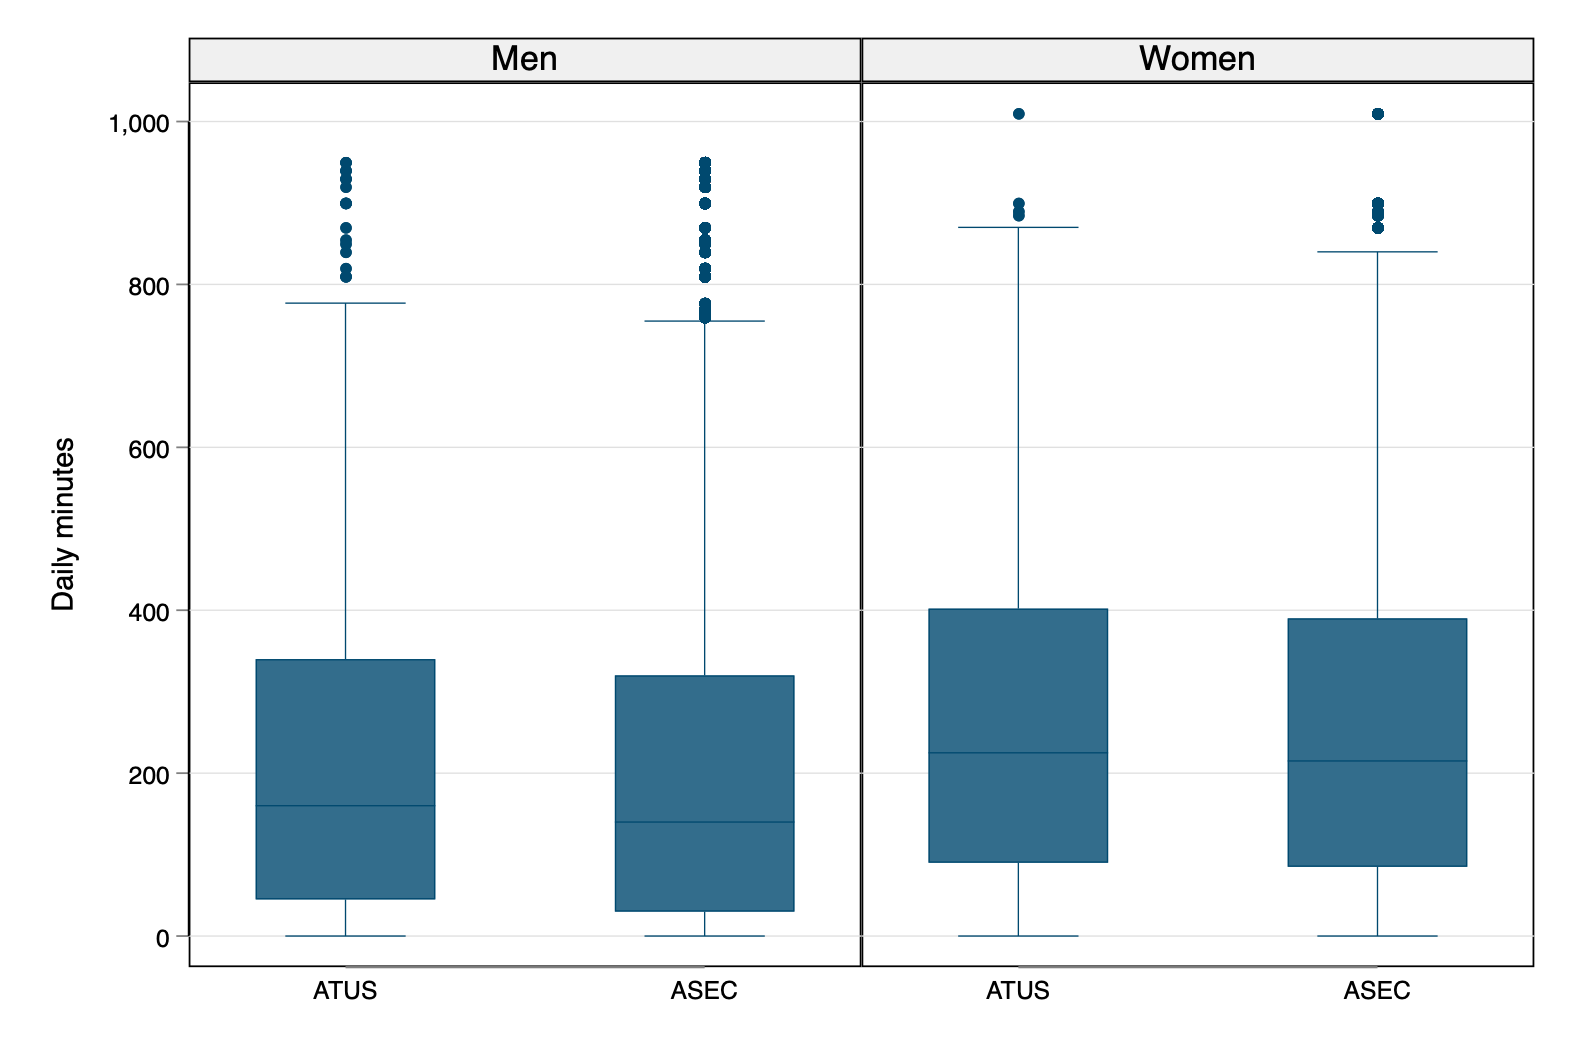 Men
Women
Daily minutes
1,000
800
600
400
200
0
ATUS
ASEC
ATUS
ASEC